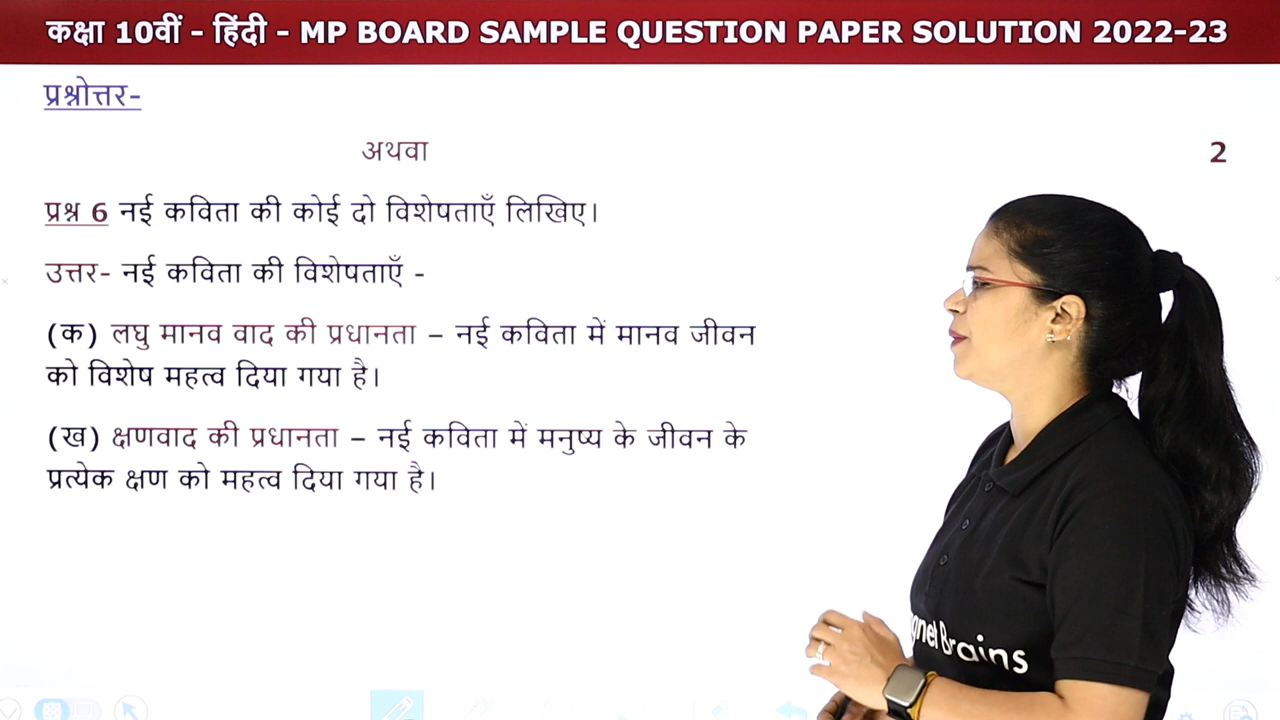 कक्षा 10वीं - हिंदी - MP BOARD SAMPLE QUESTION PAPER SOLUTION 2022-23
प्रश्नोत्तर-
अथवा 2
प्रश्न 6 नई कविता की कोई दो विशेषताएँ लिखिए।
उत्तर- नई कविता की विशेषताएँ -
(क) लघु मानव वाद की प्रधानता – नई कविता में मानव जीवन
को विशेष महत्व दिया गया है।
(ख) क्षणवाद की प्रधानता – नई कविता में मनुष्य के जीवन के
प्रत्येक क्षण को महत्व दिया गया है।
gnet Brains